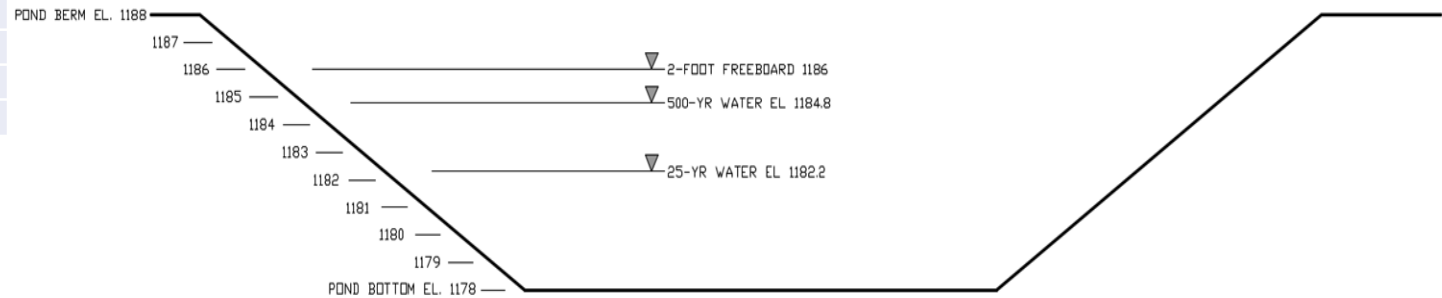 POND BERM EL. 1188
1187
1186
2-FOOT FREEBOARD 1186
1185
500-YR WATER EL 1184.8
1184
1183
25-YR WATER EL 1182.2
1182
1181
1180
1179
POND BOTTOM EL. 1178